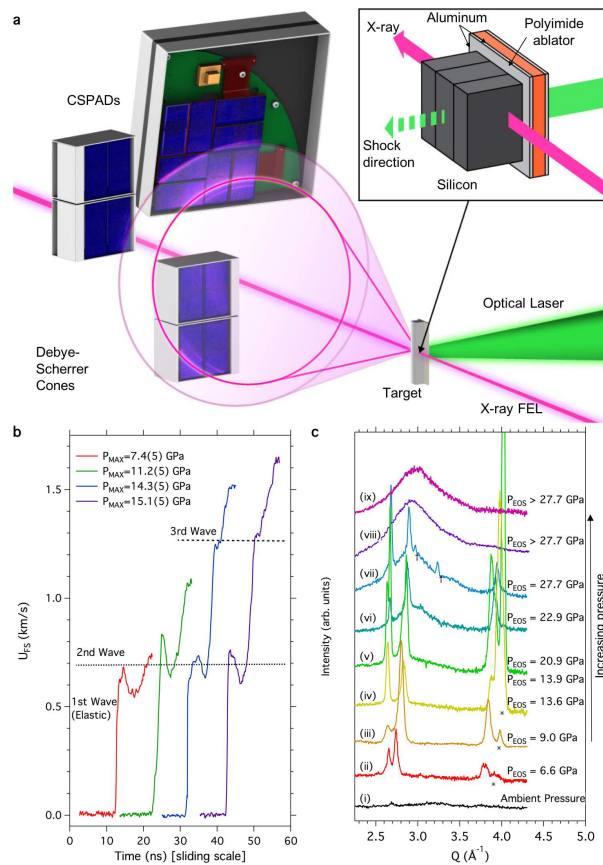 a
CSPADs
Debye-
Scherrer
Cones
Target
Optical Laser
X-ray FEL
X-ray
Aluminum
Polyimide
ablator
Shock
direction
Silicon
b
P_MAX=7.4(5) GPa
P_MAX=11.2(5) GPa
P_MAX=14.3(5) GPa
P_MAX=15.1(5) GPa
3rd Wave
2nd Wave
1st Wave
(Elastic)
U_FS (km/s)
1.5
1.0
0.5
0.0
0 10 20 30 40 50 60
Time (ns) [sliding scale]
c
(ix)
P_EOS > 27.7 GPa
(viii)
P_EOS > 27.7 GPa
(vii)
†
†
P_EOS = 27.7 GPa
(vi)
P_EOS = 22.9 GPa
(v)
P_EOS = 20.9 GPa
P_EOS = 13.9 GPa
(iv)
P_EOS = 13.6 GPa
*
(iii)
P_EOS = 9.0 GPa
*
(ii)
P_EOS = 6.6 GPa
*
(i)
Ambient Pressure
Intensity (arb. units)
Increasing pressure
2.5 3.0 3.5 4.0 4.5 5.0
Q (Å⁻¹)